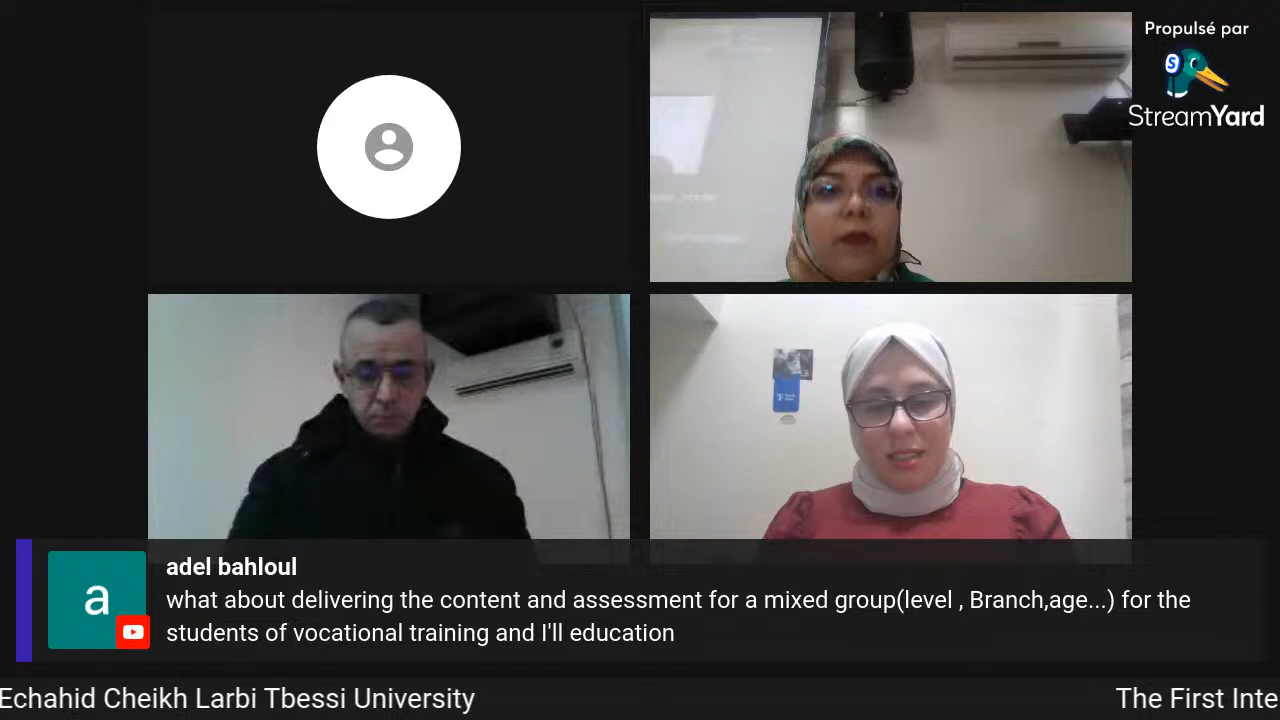 Propulsé par
StreamYard
a
adel bahloul
what about delivering the content and assessment for a mixed group(level , Branch,age...) for the
students of vocational training and I'll education
Echahid Cheikh Larbi Tbessi University
The First Inte